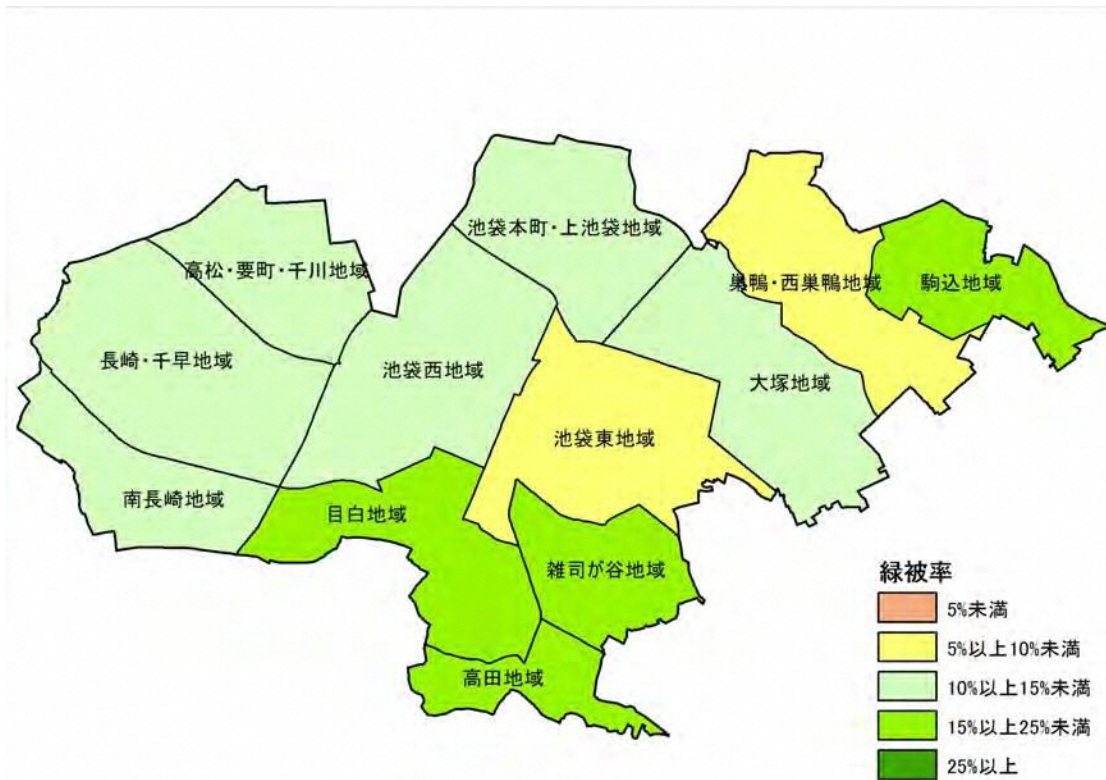 池袋本町・上池袋地域
高松・要町・千川地域
巣鴨・西巣鴨地域
駒込地域
長崎・千早地域
池袋西地域
大塚地域
池袋東地域
南長崎地域
目白地域
雑司が谷地域
高田地域
緑被率
5%未満
5%以上10%未満
10%以上15%未満
15%以上25%未満
25%以上